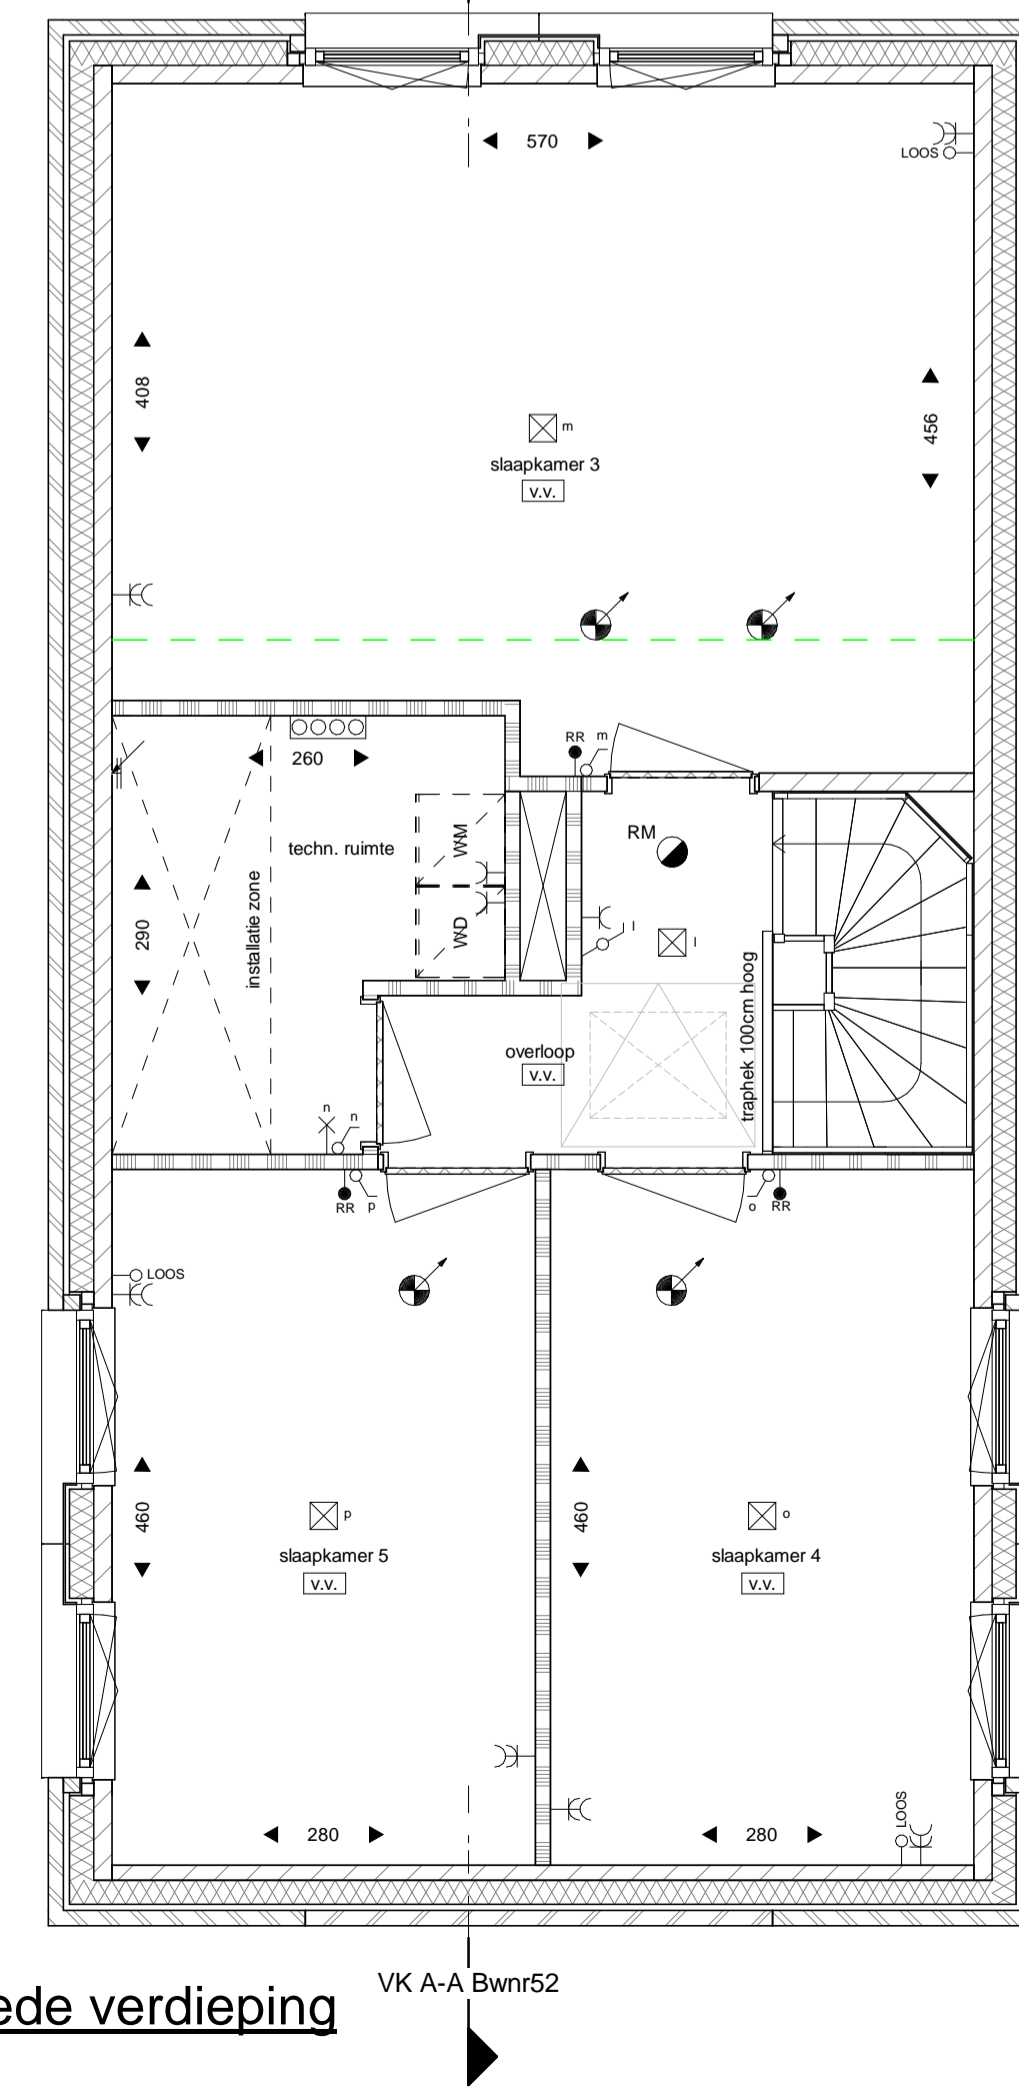 570
LOOS
408
456
m
slaapkamer 3
v.v.
RR m
260
RM
techn. ruimte
WM
290
installatie zone
WD
l
l
traphek 100cm hoog
overloop
v.v.
n
n
RR p
o RR
LOOS
460
p
slaapkamer 5
v.v.
460
o
slaapkamer 4
v.v.
LOOS
280
280
VK A-A Bwnr52
ede verdieping